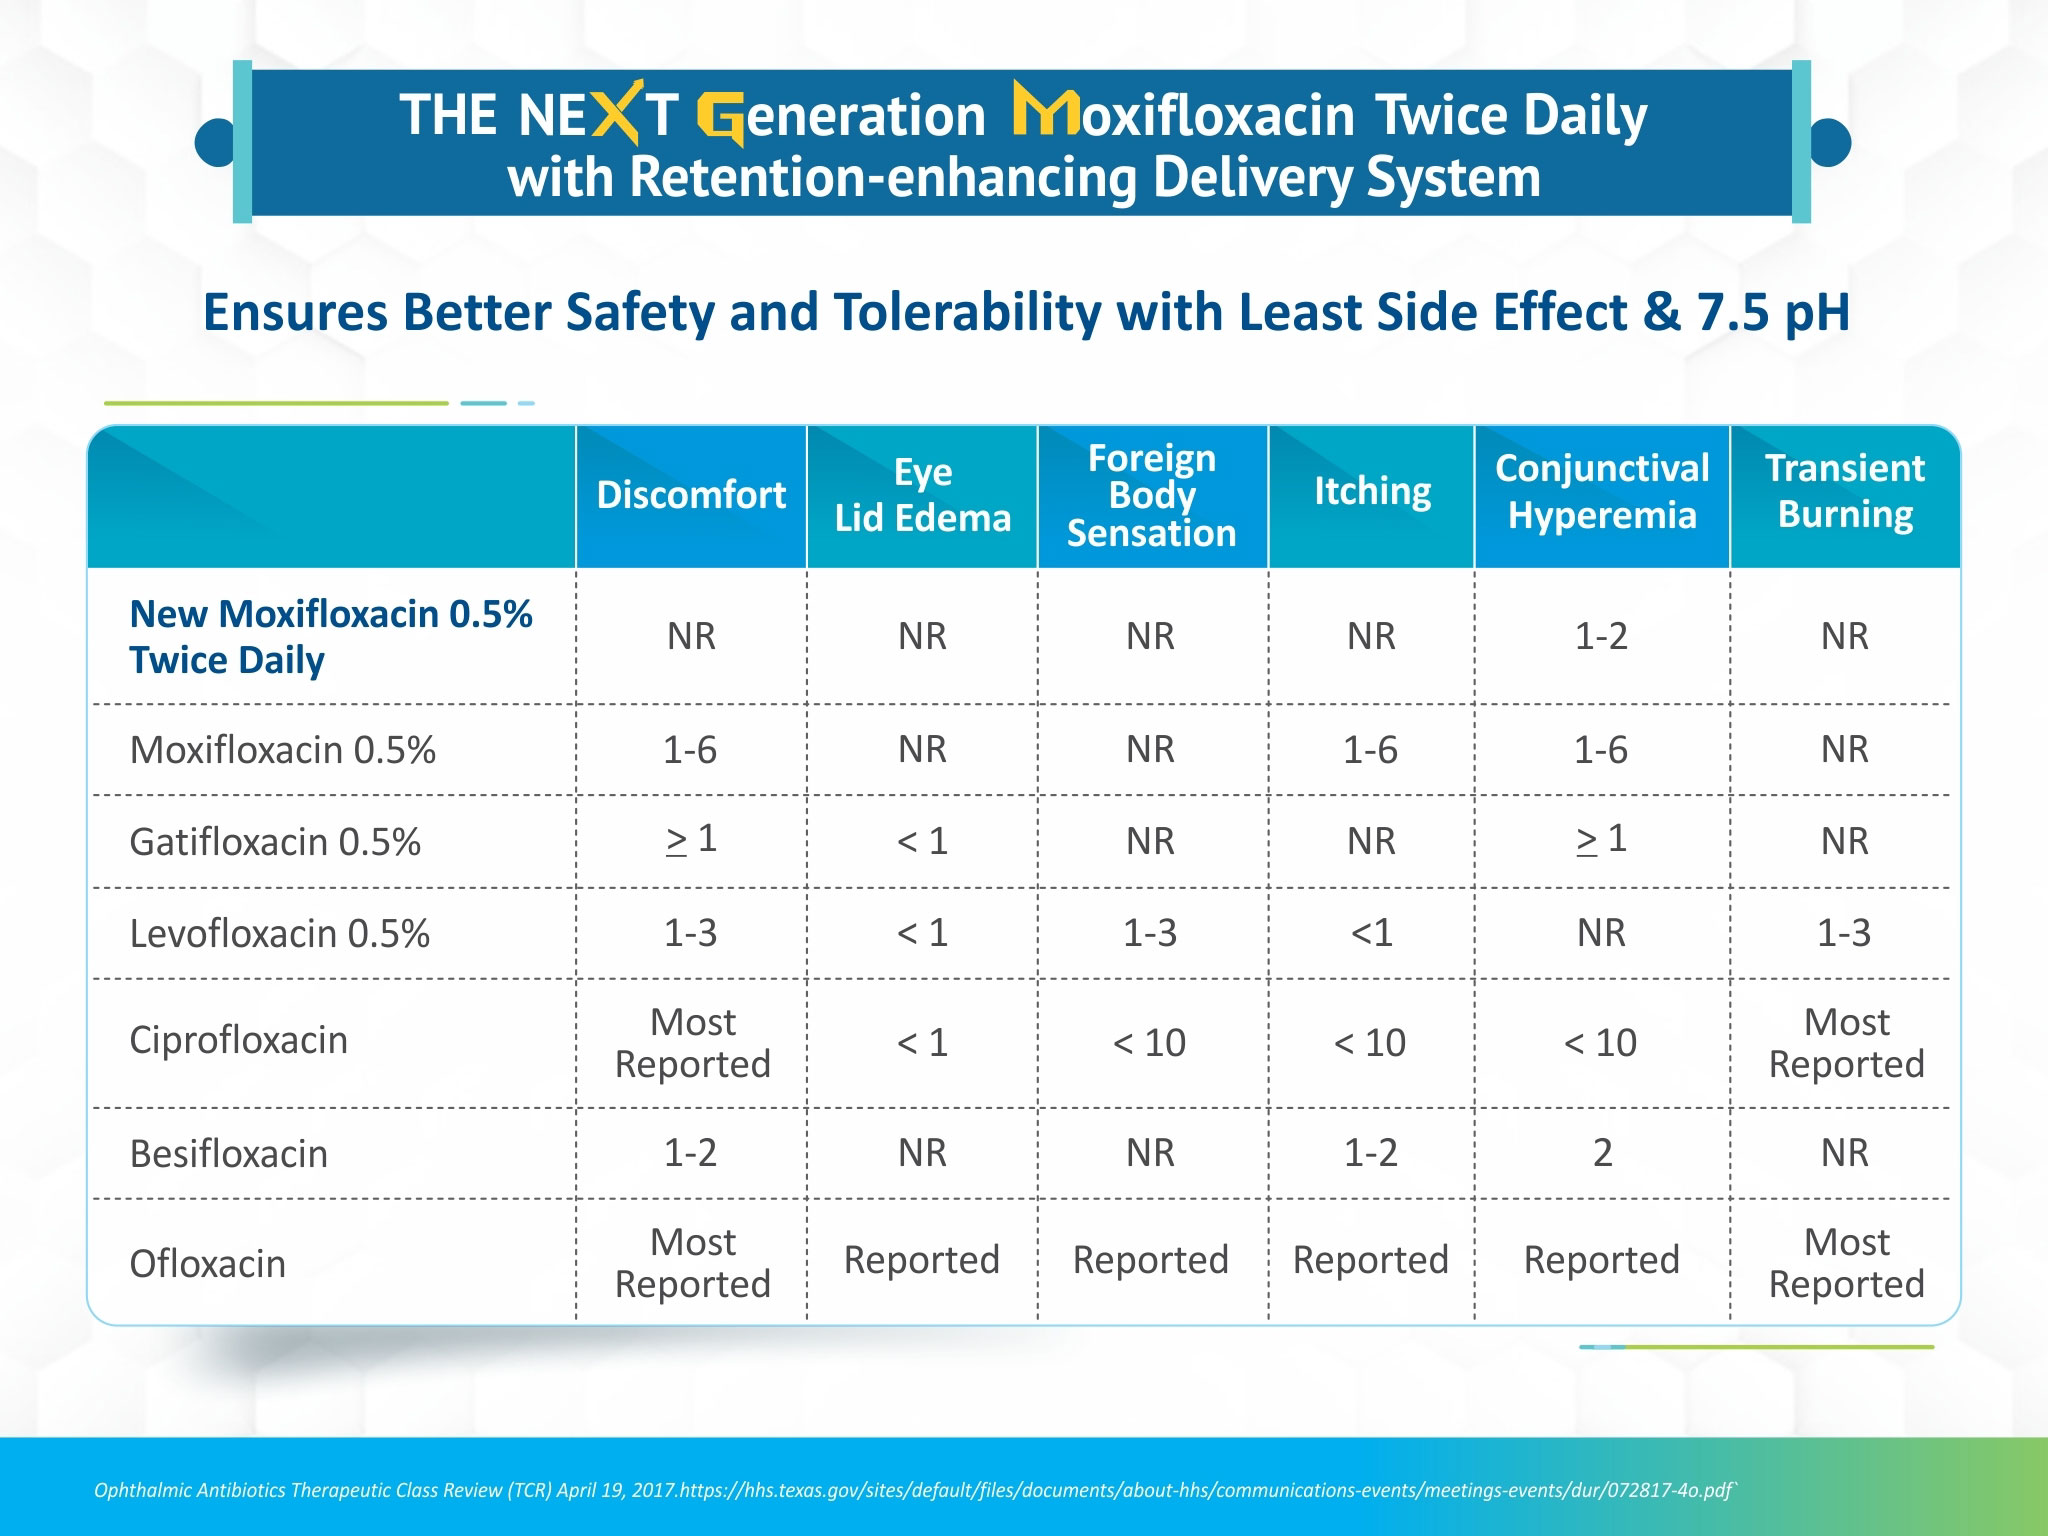 THE NEXT Generation Moxifloxacin Twice Daily
with Retention-enhancing Delivery System
Ensures Better Safety and Tolerability with Least Side Effect & 7.5 pH
Discomfort
Eye
Lid Edema
Foreign
Body
Sensation
Itching
Conjunctival
Hyperemia
Transient
Burning
New Moxifloxacin 0.5%
Twice Daily
NR NR NR NR 1-2 NR
Moxifloxacin 0.5% 1-6 NR NR 1-6 1-6 NR
Gatifloxacin 0.5% ≥ 1 < 1 NR NR ≥ 1 NR
Levofloxacin 0.5% 1-3 < 1 1-3 <1 NR 1-3
Ciprofloxacin
Most
Reported
< 1 < 10 < 10 < 10
Most
Reported
Besifloxacin 1-2 NR NR 1-2 2 NR
Ofloxacin
Most
Reported
Reported Reported Reported Reported
Most
Reported
Ophthalmic Antibiotics Therapeutic Class Review (TCR) April 19, 2017.https://hhs.texas.gov/sites/default/files/documents/about-hhs/communications-events/meetings-events/dur/072817-4o.pdf`